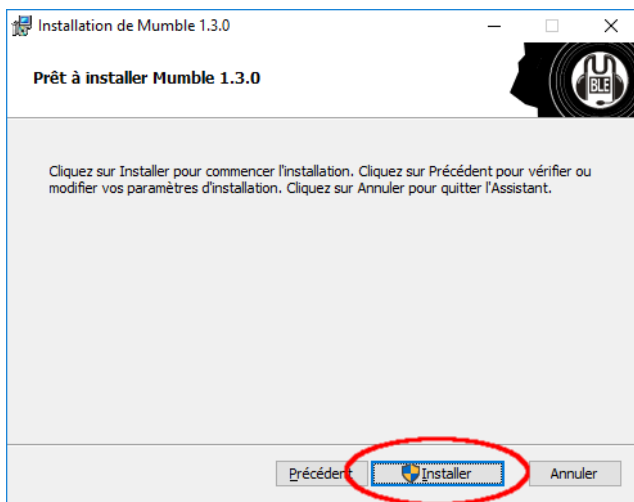 Installation de Mumble 1.3.0
Prêt à installer Mumble 1.3.0
BLE
Cliquez sur Installer pour commencer l'installation. Cliquez sur Précédent pour vérifier ou
modifier vos paramètres d'installation. Cliquez sur Annuler pour quitter l'Assistant.
Précédent
Installer
Annuler